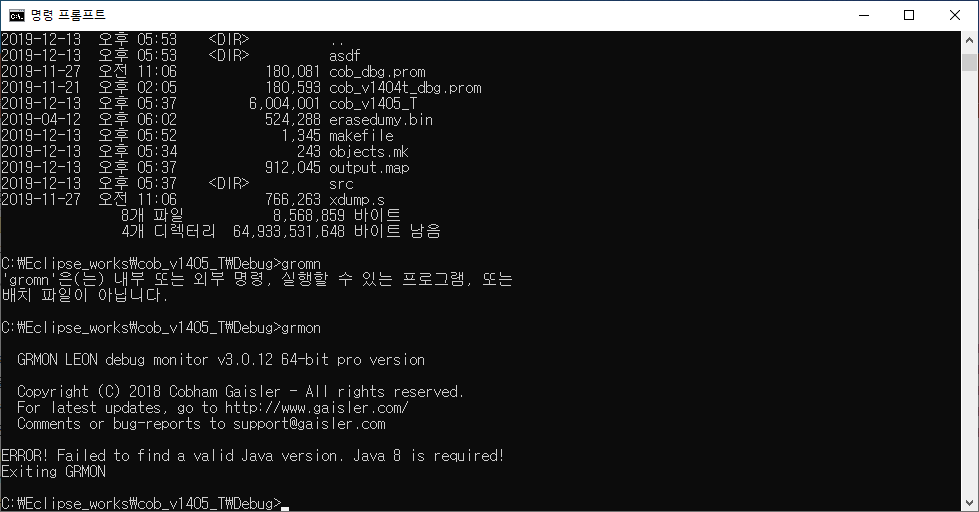 명령 프롬프트
2019-12-13 오후 05:53 <DIR> ..
2019-12-13 오후 05:53 <DIR> asdf
2019-11-27 오전 11:06 180,081 cob_dbg.prom
2019-11-21 오후 02:05 180,593 cob_v1404t_dbg.prom
2019-12-13 오후 05:37 6,004,001 cob_v1405_T
2019-04-12 오후 06:02 524,288 erasedumy.bin
2019-12-13 오후 05:52 1,345 makefile
2019-12-13 오후 05:34 243 objects.mk
2019-12-13 오후 05:37 912,045 output.map
2019-12-13 오후 05:37 <DIR> src
2019-11-27 오전 11:06 766,263 xdump.s
8개 파일 8,568,859 바이트
4개 디렉터리 64,933,531,648 바이트 남음
C:₩Eclipse_works₩cob_v1405_T₩Debug>gromn
'gromn'은(는) 내부 또는 외부 명령, 실행할 수 있는 프로그램, 또는
배치 파일이 아닙니다.
C:₩Eclipse_works₩cob_v1405_T₩Debug>grmon
GRMON LEON debug monitor v3.0.12 64-bit pro version
Copyright (C) 2018 Cobham Gaisler - All rights reserved.
For latest updates, go to http://www.gaisler.com/
Comments or bug-reports to support@gaisler.com
ERROR! Failed to find a valid Java version. Java 8 is required!
Exiting GRMON
C:₩Eclipse_works₩cob_v1405_T₩Debug>